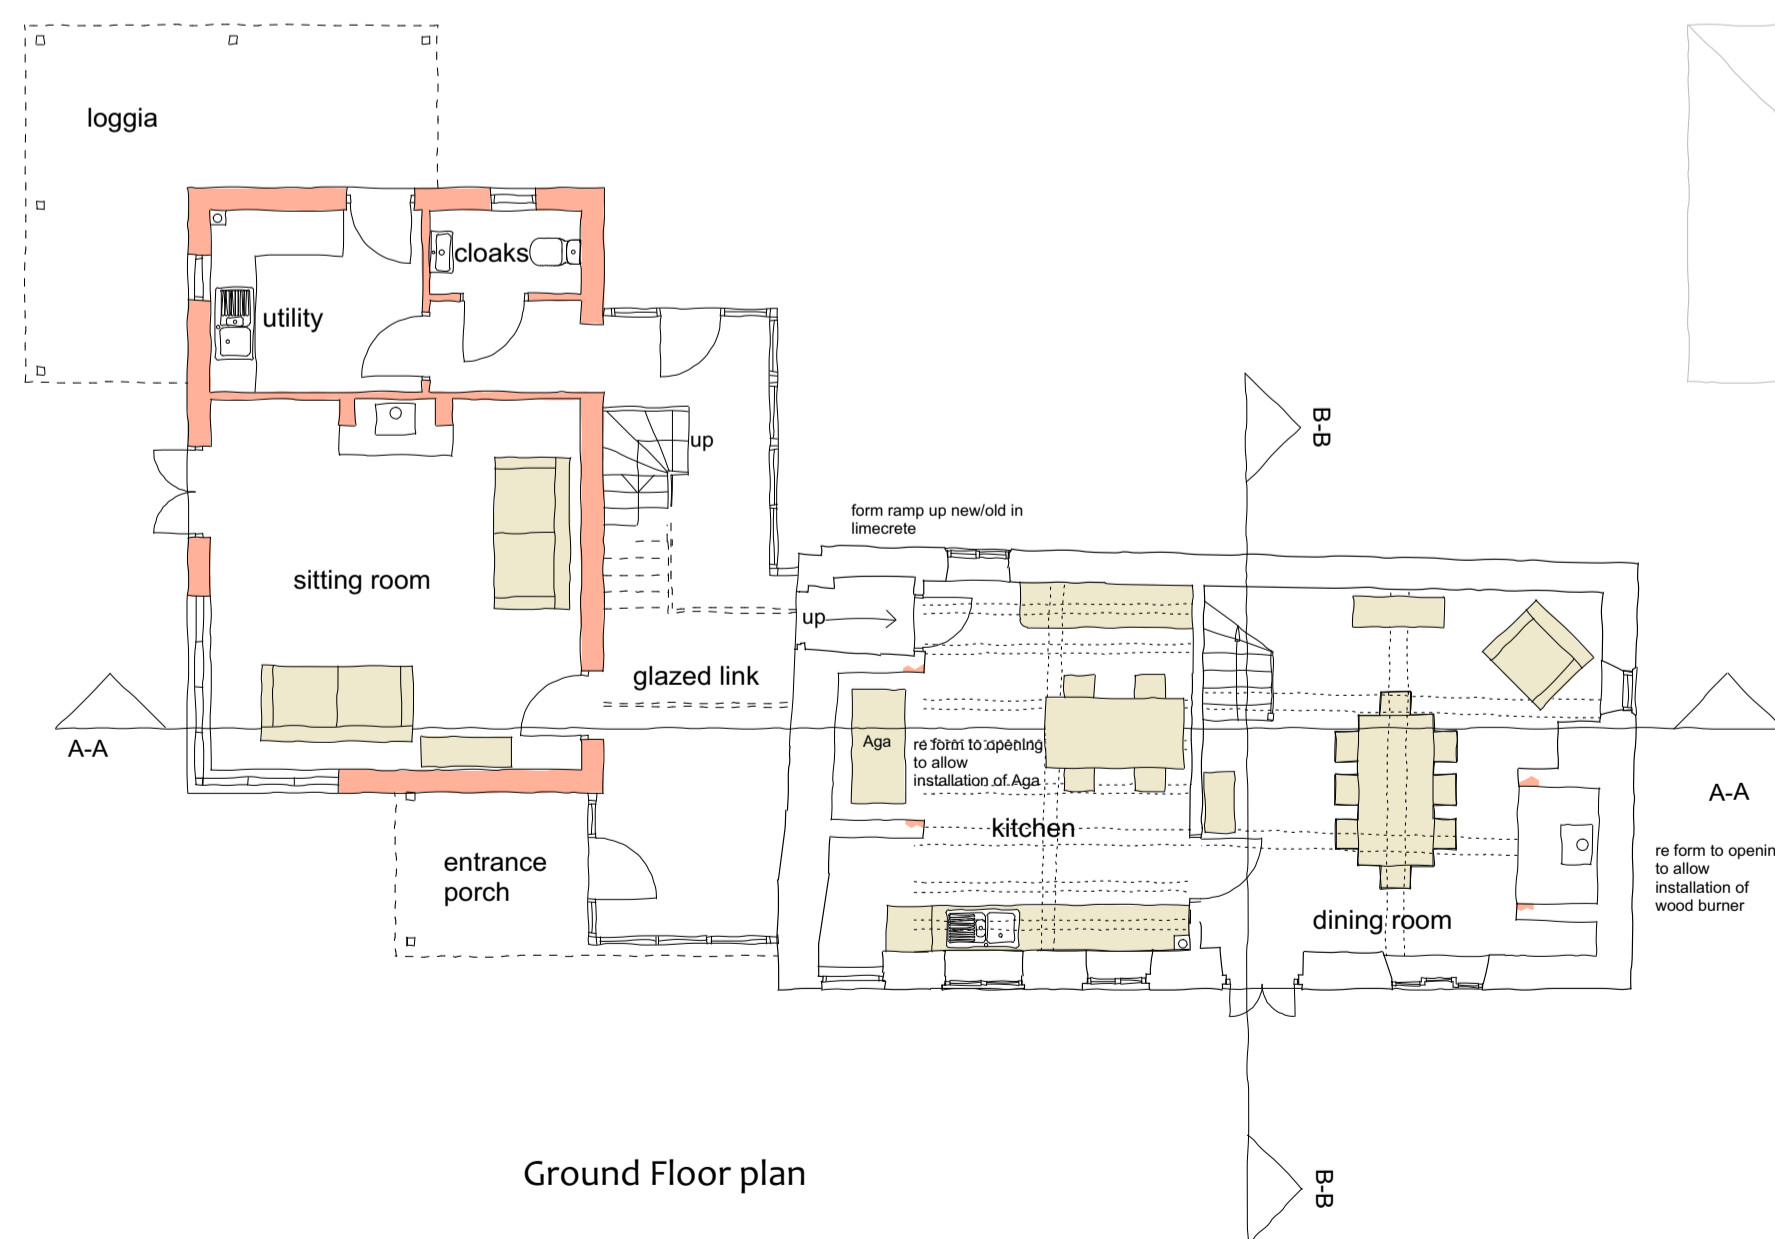 loggia
cloaks
utility
up
B-B
form ramp up new/old in
limecrete
sitting room
up
glazed link
A-A
Aga
re form to opening
to allow
installation of Aga
A-A
kitchen
entrance
porch
re form to openin
to allow
installation of
wood burner
dining room
Ground Floor plan
B-B